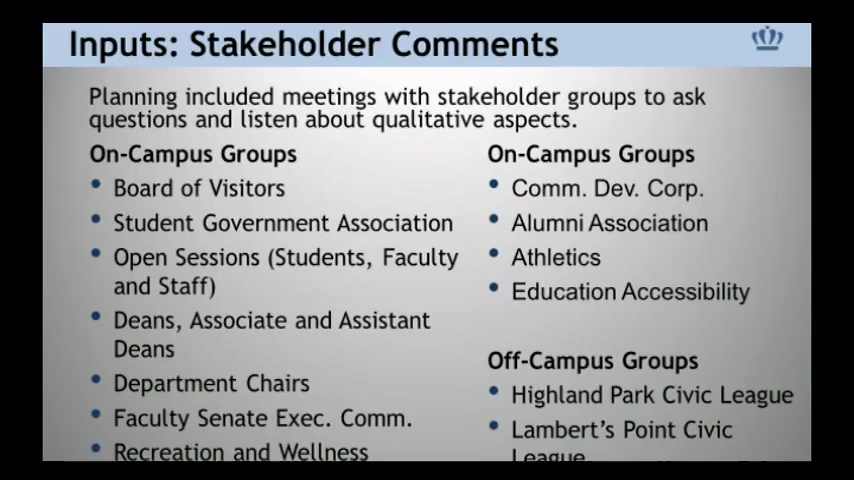 Inputs: Stakeholder Comments
Planning included meetings with stakeholder groups to ask
questions and listen about qualitative aspects.
On-Campus Groups
• Board of Visitors
• Student Government Association
• Open Sessions (Students, Faculty
and Staff)
• Deans, Associate and Assistant
Deans
• Department Chairs
• Faculty Senate Exec. Comm.
• Recreation and Wellness
On-Campus Groups
• Comm. Dev. Corp.
• Alumni Association
• Athletics
• Education Accessibility
Off-Campus Groups
• Highland Park Civic League
• Lambert's Point Civic
League